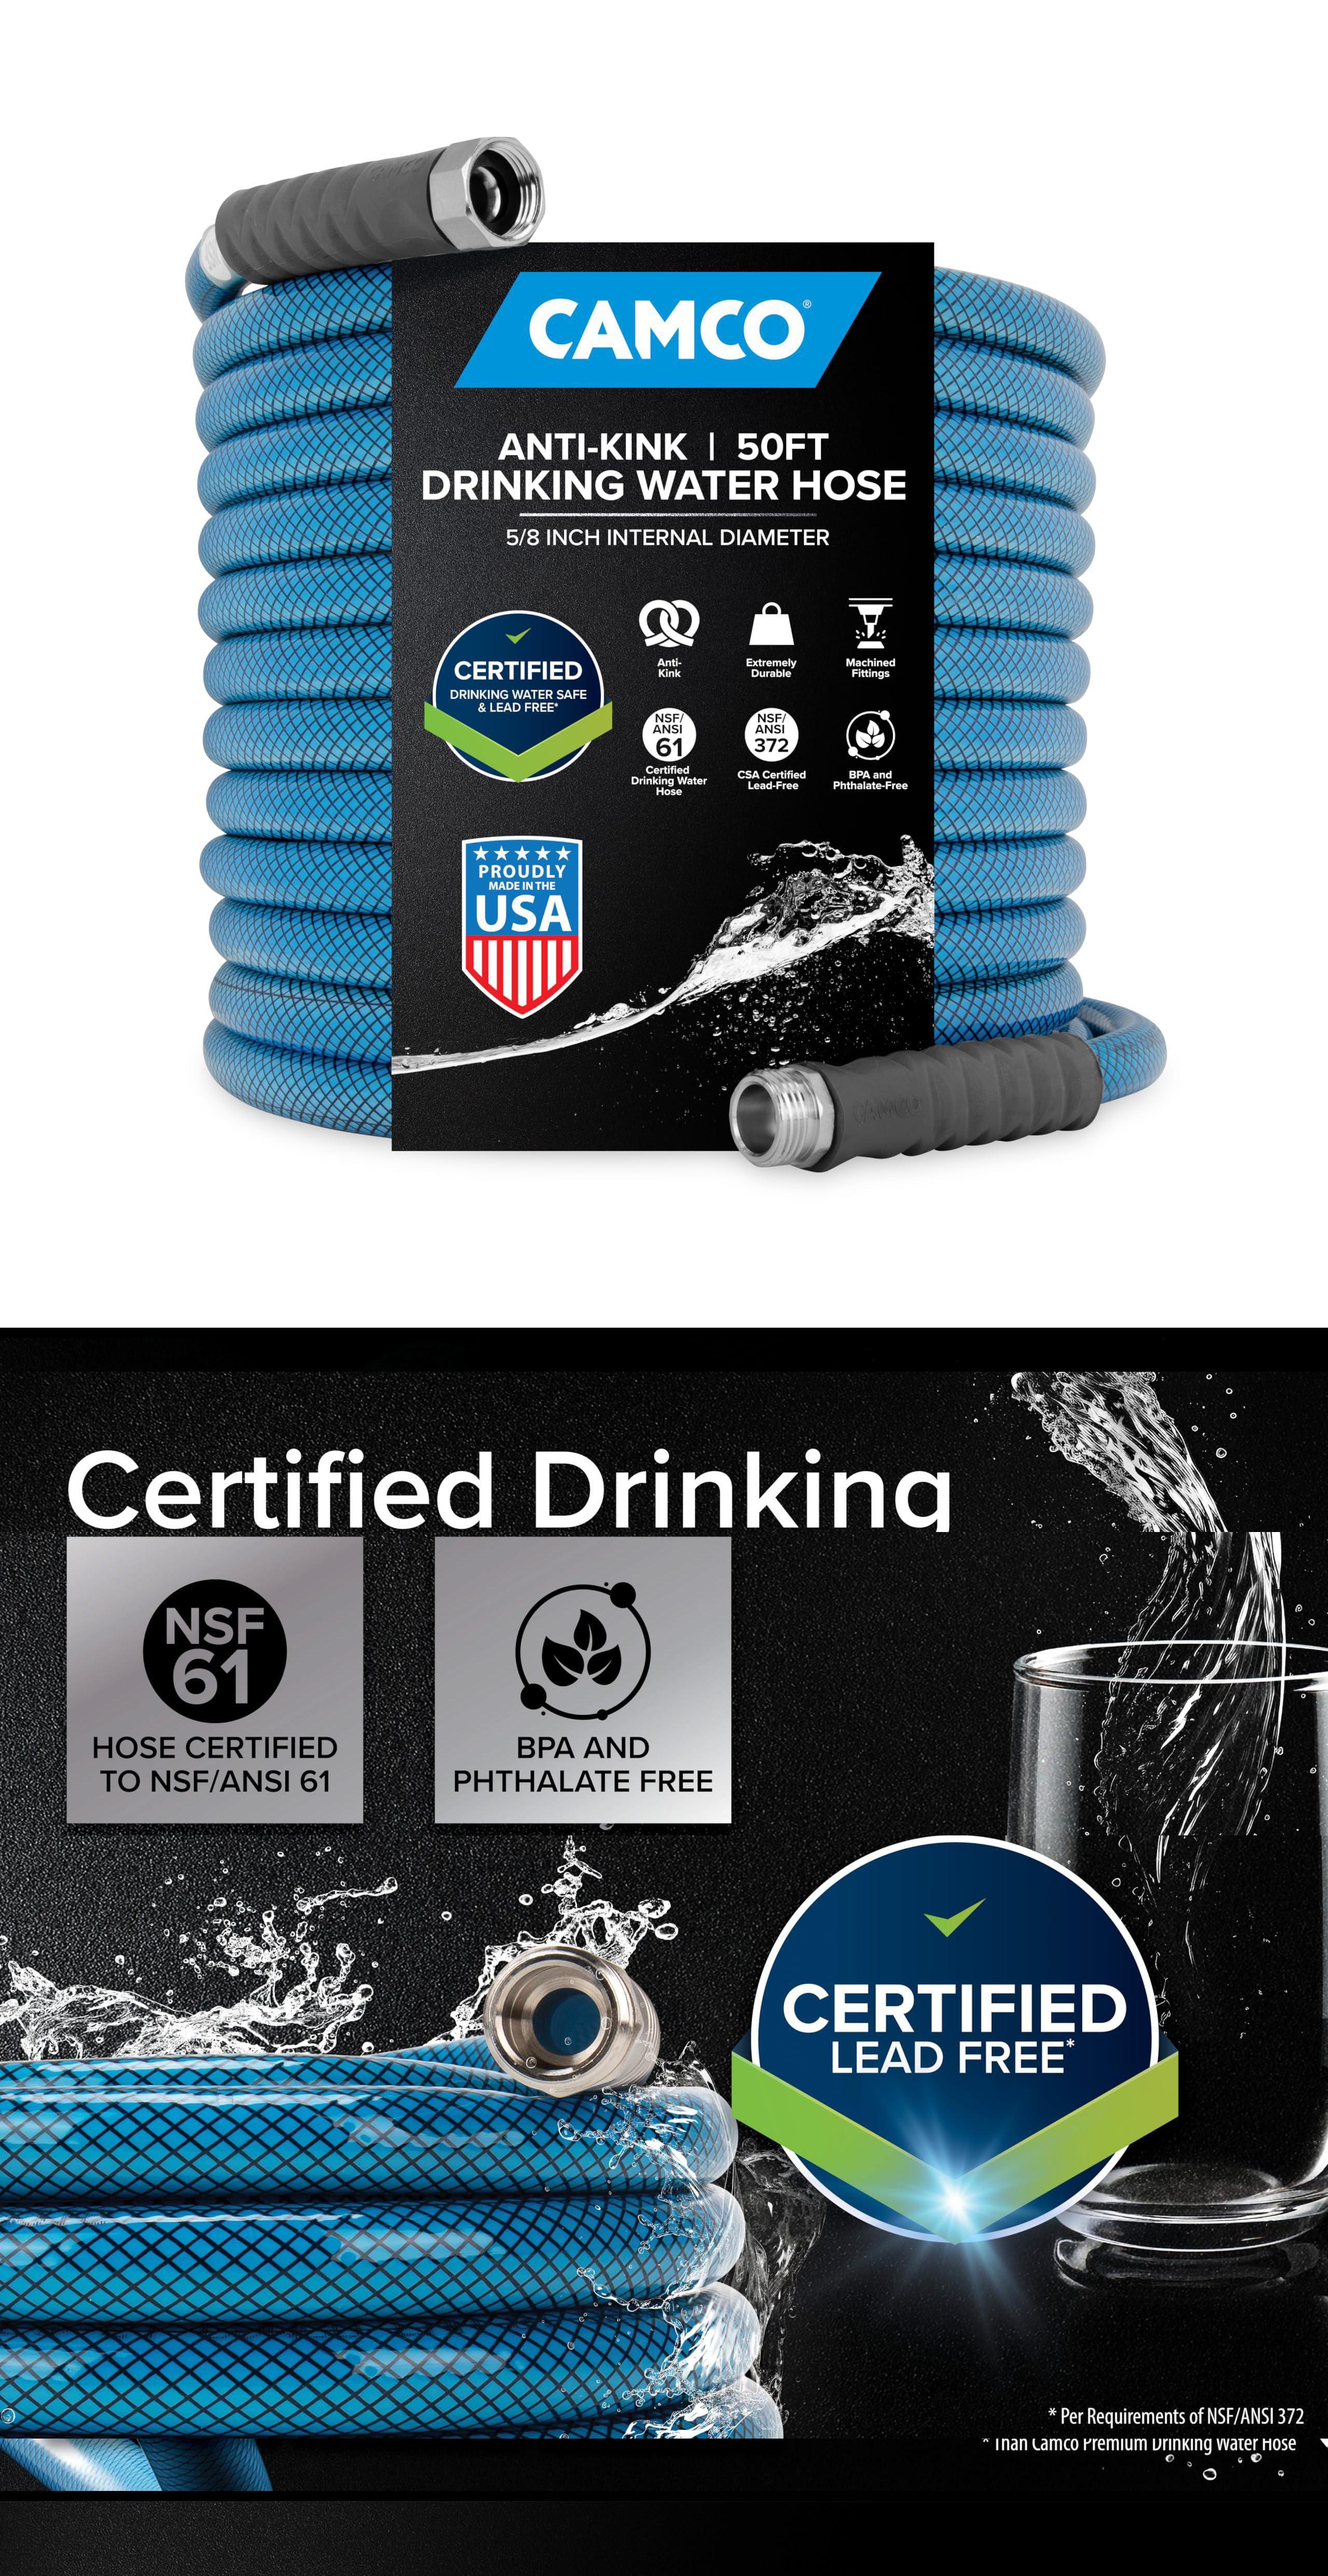 CAMCO®
ANTI-KINK | 50FT
DRINKING WATER HOSE
5/8 INCH INTERNAL DIAMETER
CERTIFIED
DRINKING WATER SAFE
& LEAD FREE*
Anti-
Kink
Extremely
Durable
Machined
Fittings
NSF/
ANSI
61
Certified
Drinking Water
Hose
NSF/
ANSI
372
CSA Certified
Lead-Free
BPA and
Phthalate-Free
PROUDLY
MADE IN THE
USA
CAMCO
Certified Drinking
NSF
61
HOSE CERTIFIED
TO NSF/ANSI 61
BPA AND
PHTHALATE FREE
CERTIFIED
LEAD FREE*
* Per Requirements of NSF/ANSI 372
* Than Camco Premium Drinking Water Hose